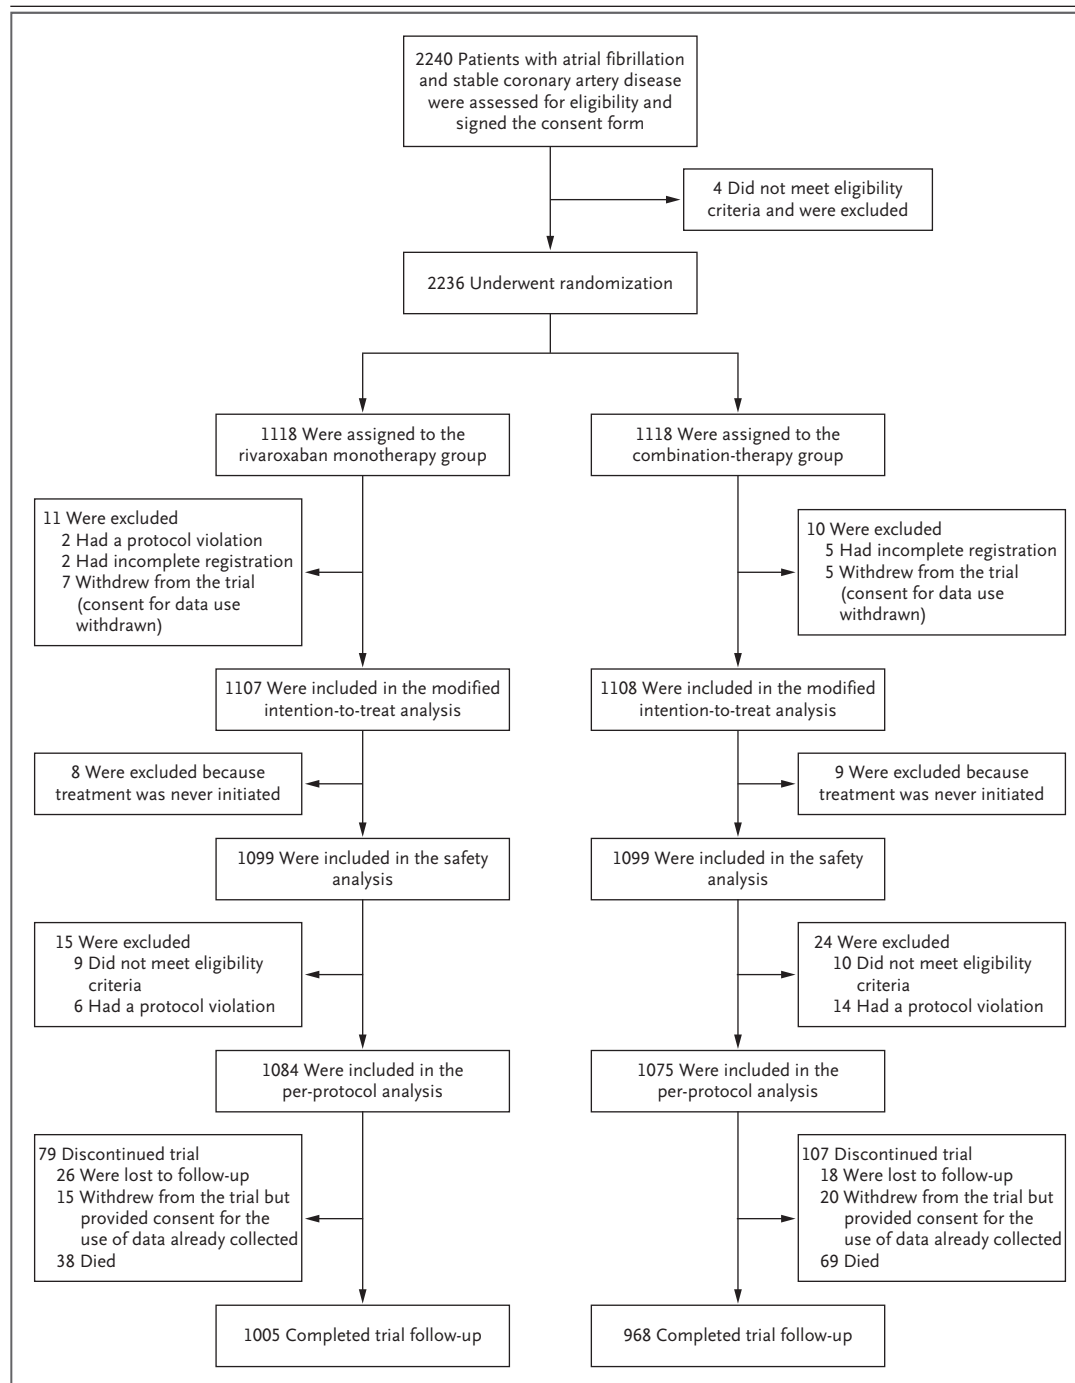 2240 Patients with atrial fibrillation
and stable coronary artery disease
were assessed for eligibility and
signed the consent form
4 Did not meet eligibility
criteria and were excluded
2236 Underwent randomization
1118 Were assigned to the
rivaroxaban monotherapy group
1118 Were assigned to the
combination-therapy group
11 Were excluded
2 Had a protocol violation
2 Had incomplete registration
7 Withdrew from the trial
(consent for data use
withdrawn)
10 Were excluded
5 Had incomplete registration
5 Withdrew from the trial
(consent for data use
withdrawn)
1107 Were included in the modified
intention-to-treat analysis
1108 Were included in the modified
intention-to-treat analysis
8 Were excluded because
treatment was never initiated
9 Were excluded because
treatment was never initiated
1099 Were included in the safety
analysis
1099 Were included in the safety
analysis
15 Were excluded
9 Did not meet eligibility
criteria
6 Had a protocol violation
24 Were excluded
10 Did not meet eligibility
criteria
14 Had a protocol violation
1084 Were included in the
per-protocol analysis
1075 Were included in the
per-protocol analysis
79 Discontinued trial
26 Were lost to follow-up
15 Withdrew from the trial but
provided consent for the
use of data already collected
38 Died
107 Discontinued trial
18 Were lost to follow-up
20 Withdrew from the trial but
provided consent for the
use of data already collected
69 Died
1005 Completed trial follow-up
968 Completed trial follow-up